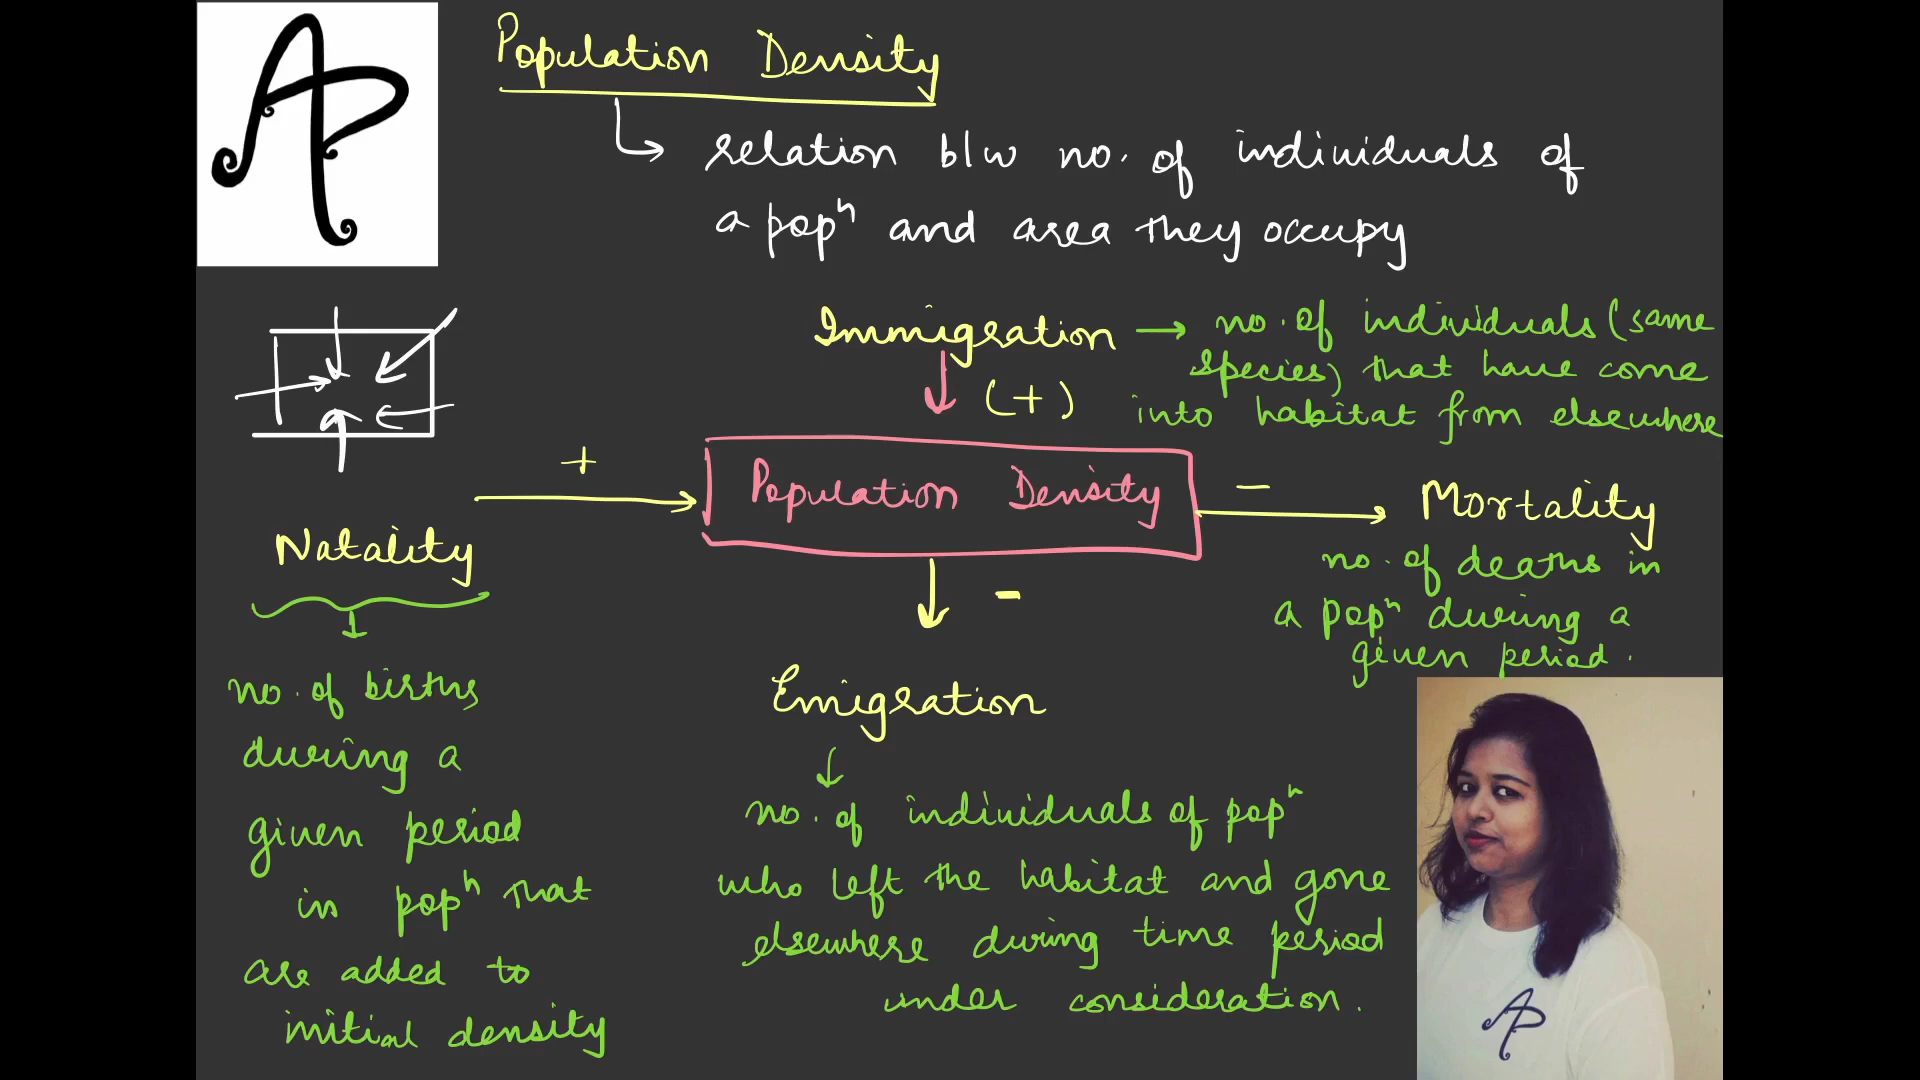 AP
Population Density
relation b/w no. of individuals of
a popⁿ and area they occupy
Immigration → no. of individuals (same
species) that have come
into habitat from elsewhere
(+)
+
Population Density
-
Mortality
no. of deaths in
a popⁿ during a
given period.
Natality
no. of births
during a
given period
in popⁿ that
are added to
initial density
-
Emigration
no. of individuals of popⁿ
who left the habitat and gone
elsewhere during time period
under consideration.
AP